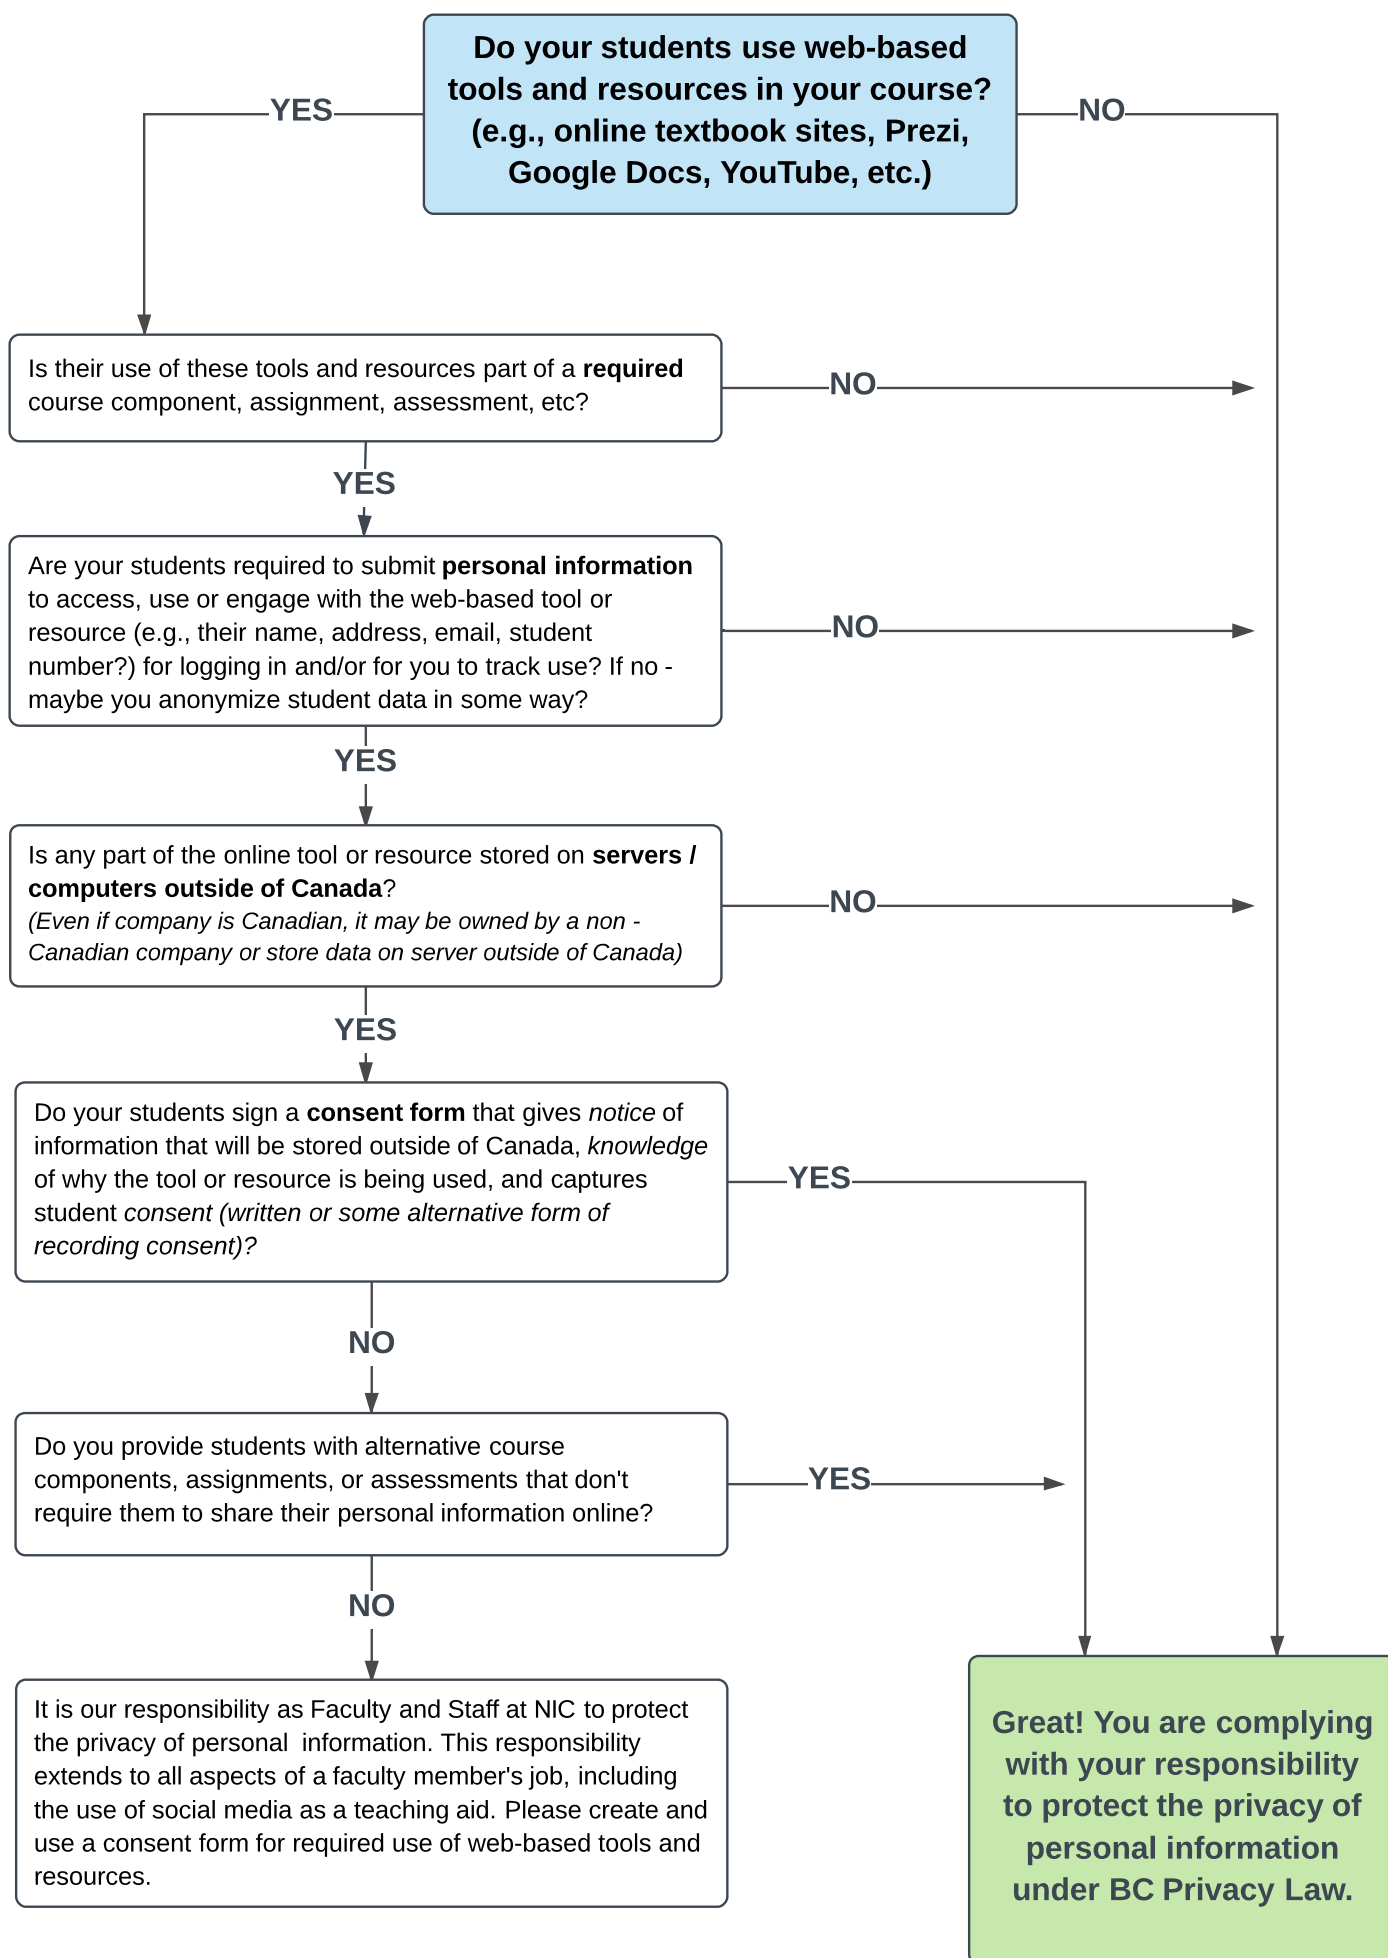 Do your students use web-based
tools and resources in your course?
(e.g., online textbook sites, Prezi,
Google Docs, YouTube, etc.)
YES
NO
Is their use of these tools and resources part of a required
course component, assignment, assessment, etc?
NO
YES
Are your students required to submit personal information
to access, use or engage with the web-based tool or
resource (e.g., their name, address, email, student
number?) for logging in and/or for you to track use? If no -
maybe you anonymize student data in some way?
NO
YES
Is any part of the online tool or resource stored on servers /
computers outside of Canada?
(Even if company is Canadian, it may be owned by a non -
Canadian company or store data on server outside of Canada)
NO
YES
Do your students sign a consent form that gives notice of
information that will be stored outside of Canada, knowledge
of why the tool or resource is being used, and captures
student consent (written or some alternative form of
recording consent)?
YES
NO
Do you provide students with alternative course
components, assignments, or assessments that don't
require them to share their personal information online?
YES
NO
It is our responsibility as Faculty and Staff at NIC to protect
the privacy of personal  information. This responsibility
extends to all aspects of a faculty member's job, including
the use of social media as a teaching aid. Please create and
use a consent form for required use of web-based tools and
resources.
Great! You are complying
with your responsibility
to protect the privacy of
personal information
under BC Privacy Law.